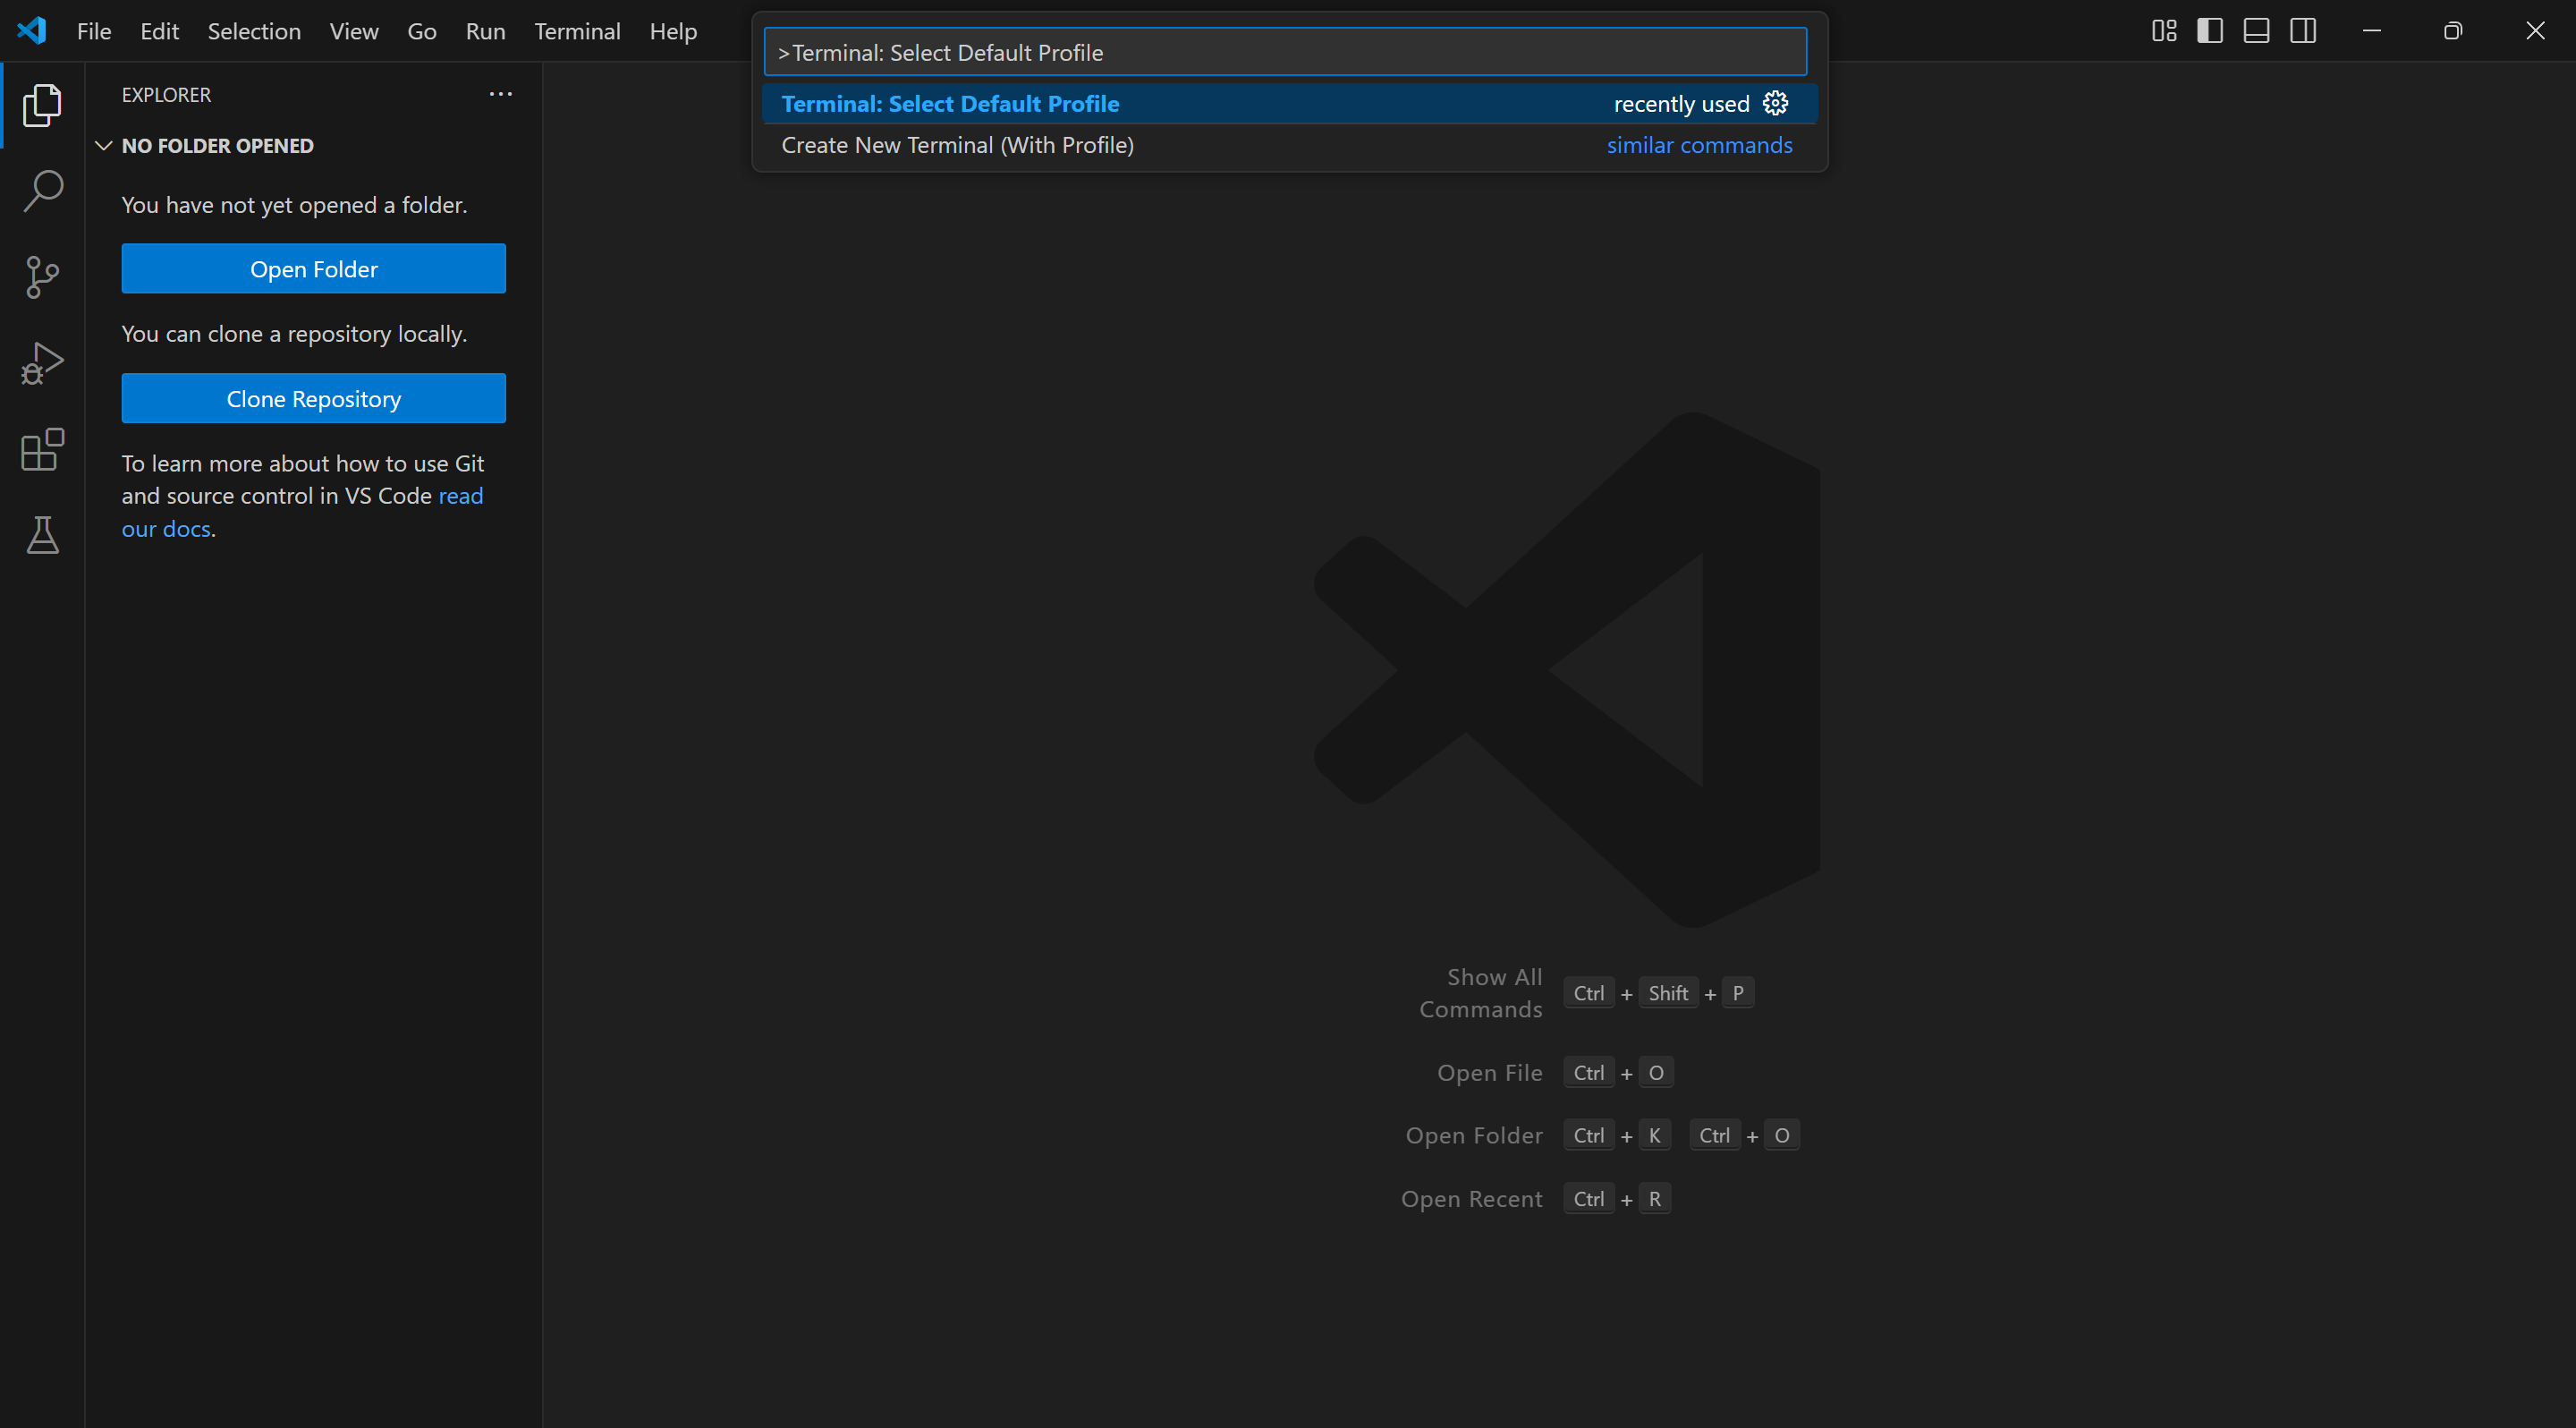 File Edit Selection View Go Run Terminal Help
>Terminal: Select Default Profile
Terminal: Select Default Profile recently used
Create New Terminal (With Profile) similar commands
EXPLORER
NO FOLDER OPENED
You have not yet opened a folder.
Open Folder
You can clone a repository locally.
Clone Repository
To learn more about how to use Git
and source control in VS Code read
our docs.
Show All
Commands
Ctrl + Shift + P
Open File Ctrl + O
Open Folder Ctrl + K Ctrl + O
Open Recent Ctrl + R